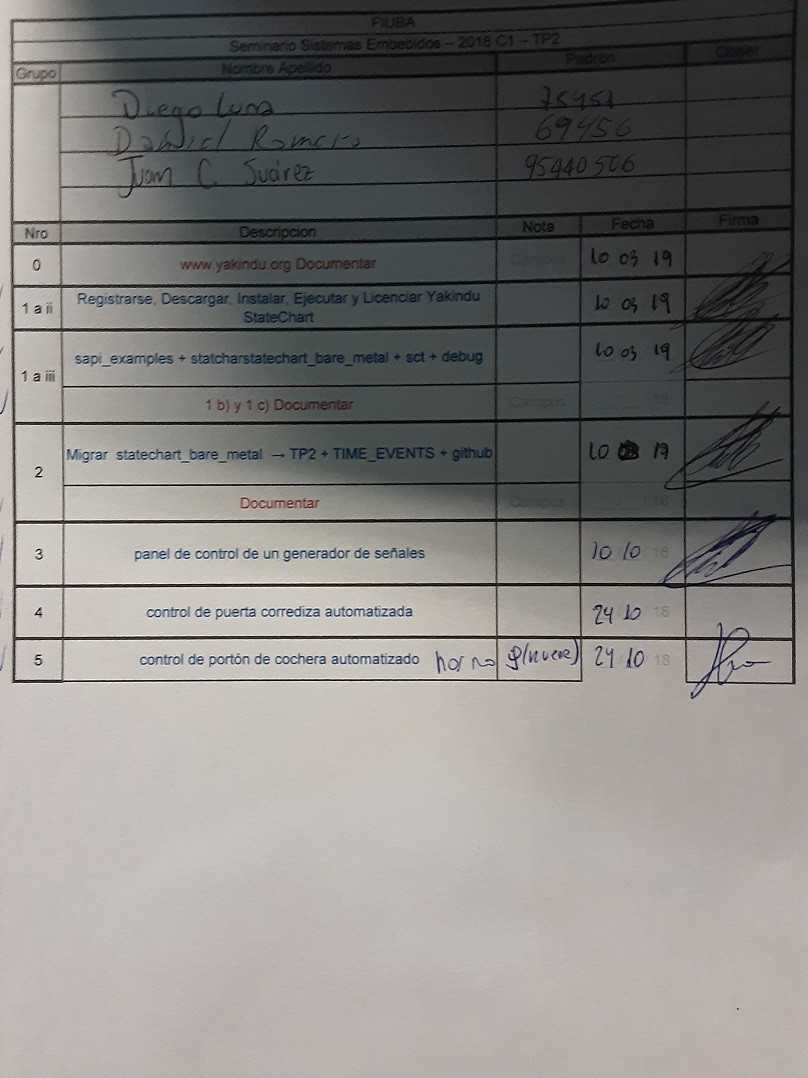 FIUBA
Seminario Sistemas Embebidos – 2018 C1 – TP2
Grupo Nombre Apellido Padron Obser
Diego Luna 75451
Daniel Romero 69456
Juan C. Suárez 95440506
Nro Descripcion Nota Fecha Firma
0 www.yakindu.org Documentar Campus 10 03 19
1 a ii Registrarse, Descargar, Instalar, Ejecutar y Licenciar Yakindu StateChart 10 03 19
1 a iii sapi_examples + statcharstatechart_bare_metal + sct + debug 10 03 19
1 b) y 1 c) Documentar Campus / / 18
2 Migrar statechart_bare_metal → TP2 + TIME_EVENTS + github 10 03 19
Documentar Campus / / 18
3 panel de control de un generador de señales 10/10/18
4 control de puerta corrediza automatizada 24/10/18
5 control de portón de cochera automatizado horno 9(nueve) 24/10/18